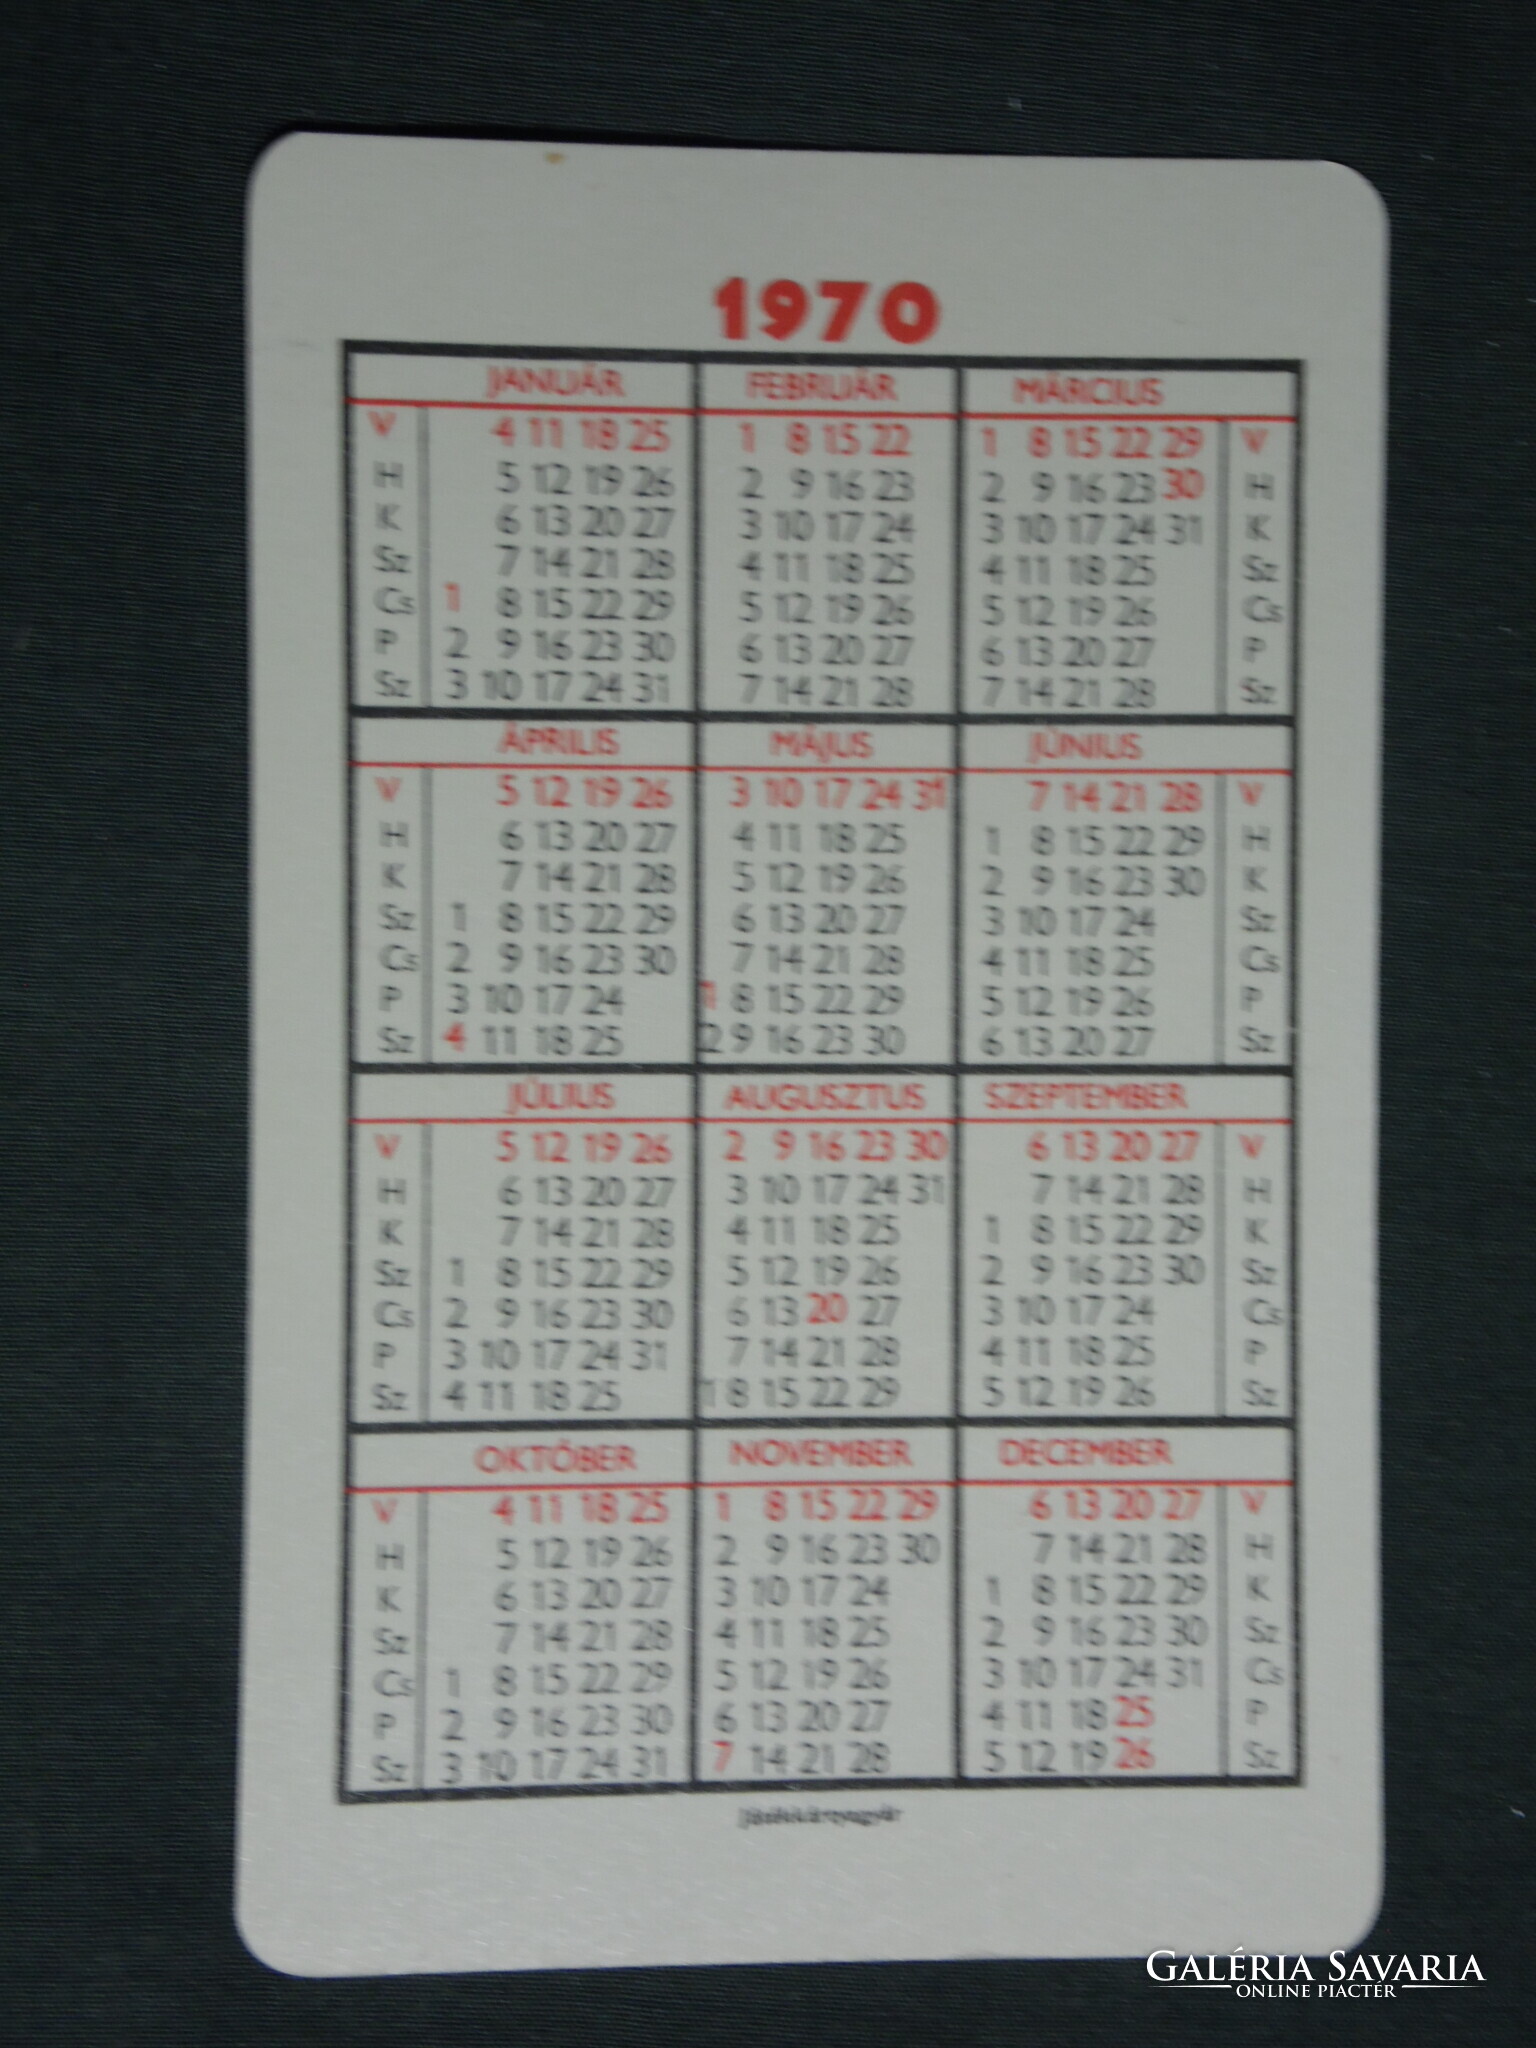 1970
JANUÁR FEBRUÁR MÁRCIUS
V 4 11 18 25 1 8 15 22 1 8 15 22 29 V
H 5 12 19 26 2 9 16 23 2 9 16 23 30 H
K 6 13 20 27 3 10 17 24 3 10 17 24 31 K
Sz 7 14 21 28 4 11 18 25 4 11 18 25 Sz
Cs 1 8 15 22 29 5 12 19 26 5 12 19 26 Cs
P 2 9 16 23 30 6 13 20 27 6 13 20 27 P
Sz 3 10 17 24 31 7 14 21 28 7 14 21 28 Sz
ÁPRILIS MÁJUS JÚNIUS
V 5 12 19 26 3 10 17 24 31 7 14 21 28 V
H 6 13 20 27 4 11 18 25 1 8 15 22 29 H
K 7 14 21 28 5 12 19 26 2 9 16 23 30 K
Sz 1 8 15 22 29 6 13 20 27 3 10 17 24 Sz
Cs 2 9 16 23 30 7 14 21 28 4 11 18 25 Cs
P 3 10 17 24 1 8 15 22 29 5 12 19 26 P
Sz 4 11 18 25 2 9 16 23 30 6 13 20 27 Sz
JÚLIUS AUGUSZTUS SZEPTEMBER
V 5 12 19 26 2 9 16 23 30 6 13 20 27 V
H 6 13 20 27 3 10 17 24 31 7 14 21 28 H
K 7 14 21 28 4 11 18 25 1 8 15 22 29 K
Sz 1 8 15 22 29 5 12 19 26 2 9 16 23 30 Sz
Cs 2 9 16 23 30 6 13 20 27 3 10 17 24 Cs
P 3 10 17 24 31 7 14 21 28 4 11 18 25 P
Sz 4 11 18 25 1 8 15 22 29 5 12 19 26 Sz
OKTÓBER NOVEMBER DECEMBER
V 4 11 18 25 1 8 15 22 29 6 13 20 27 V
H 5 12 19 26 2 9 16 23 30 7 14 21 28 H
K 6 13 20 27 3 10 17 24 1 8 15 22 29 K
Sz 7 14 21 28 4 11 18 25 2 9 16 23 30 Sz
Cs 1 8 15 22 29 5 12 19 26 3 10 17 24 31 Cs
P 2 9 16 23 30 6 13 20 27 4 11 18 25 P
Sz 3 10 17 24 31 7 14 21 28 5 12 19 26 Sz
Játékkártyagyár
GALÉRIA SAVARIA
ONLINE PIACTÉR